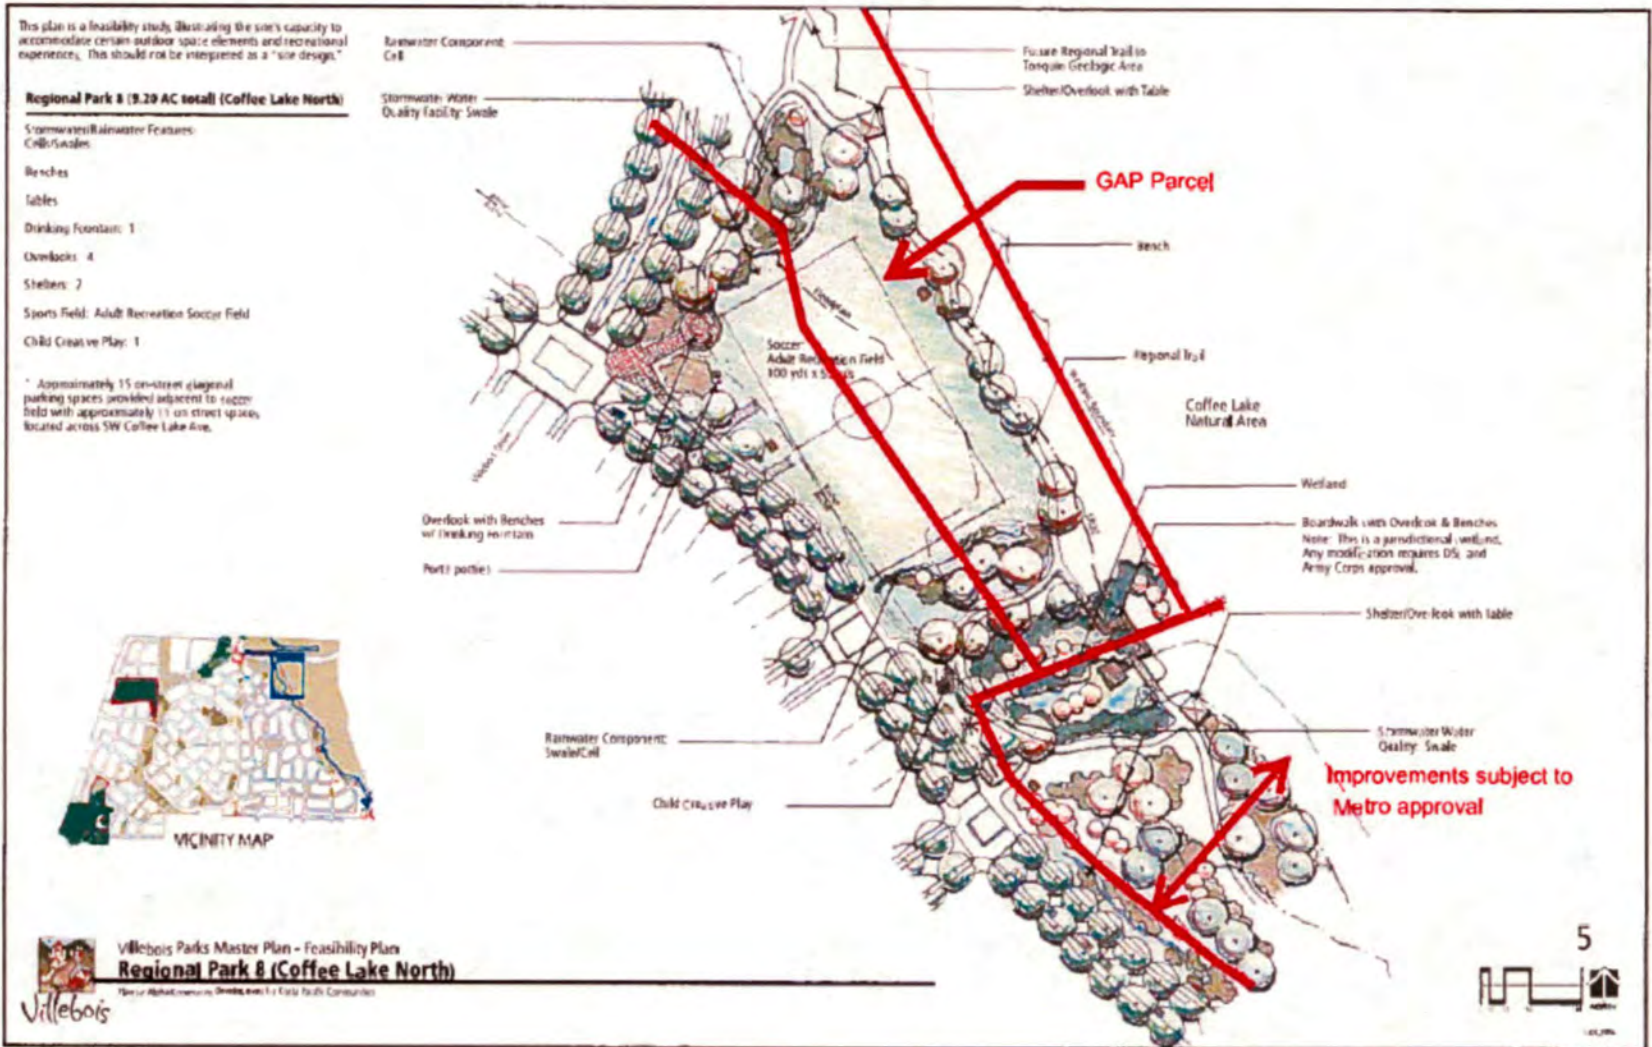 This plan is a feasibility study, illustrating the site's capacity to
accommodate certain outdoor space elements and recreational
experiences. This should not be interpreted as a "site design."
Regional Park 8 (9.20 AC total) (Coffee Lake North)
Stormwater/Rainwater Features:
Cells/Swales
Benches
Tables
Drinking Fountain: 1
Overlooks: 4
Shelters: 2
Sports Field: Adult Recreation Soccer Field
Child Creative Play: 1
* Approximately 15 on-street diagonal
parking spaces provided adjacent to soccer
field with approximately 11 on street spaces
located across SW Coffee Lake Ave.
Rainwater Component:
Cell
Stormwater Water
Quality Facility: Swale
Future Regional Trail to
Tonquin Geologic Area
Shelter/Overlook with Table
GAP Parcel
Bench
Floodplain
Soccer
Adult Recreation Field
100 yds x
Regional Trail
Wetland Boundary
Coffee Lake
Natural Area
Wetland
Boardwalk with Overlook & Benches
Note: This is a jurisdictional wetland.
Any modification requires DSL and
Army Corps approval.
Shelter/Overlook with Table
Overlook with Benches
w/ Drinking Fountain
Porta potties
Rainwater Component:
Swale/Cell
Child Creative Play
Stormwater Water
Quality: Swale
Improvements subject to
Metro approval
VICINITY MAP
Villebois Parks Master Plan - Feasibility Plan
Regional Park 8 (Coffee Lake North)
Villebois
5
NORTH